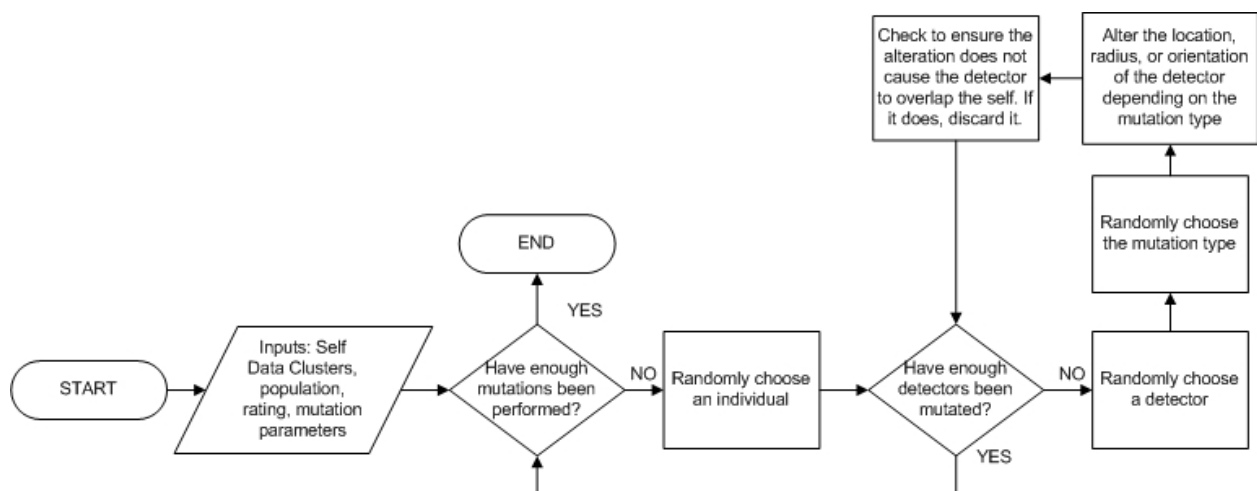 START
Inputs: Self
Data Clusters,
population,
rating, mutation
parameters
Have enough
mutations been
performed?
YES
END
NO
Randomly choose
an individual
Have enough
detectors been
mutated?
YES
NO
Randomly choose
a detector
Randomly choose
the mutation type
Alter the location,
radius, or orientation
of the detector
depending on the
mutation type
Check to ensure the
alteration does not
cause the detector
to overlap the self. If
it does, discard it.